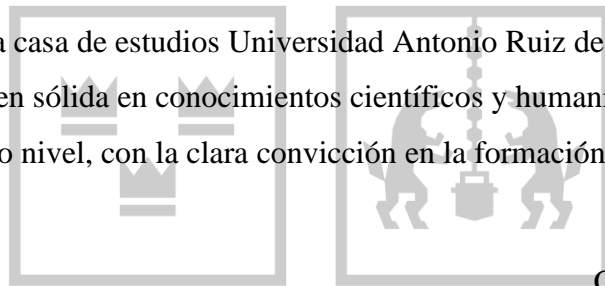 a casa de estudios Universidad Antonio Ruiz de
en sólida en conocimientos científicos y humani
o nivel, con la clara convicción en la formación